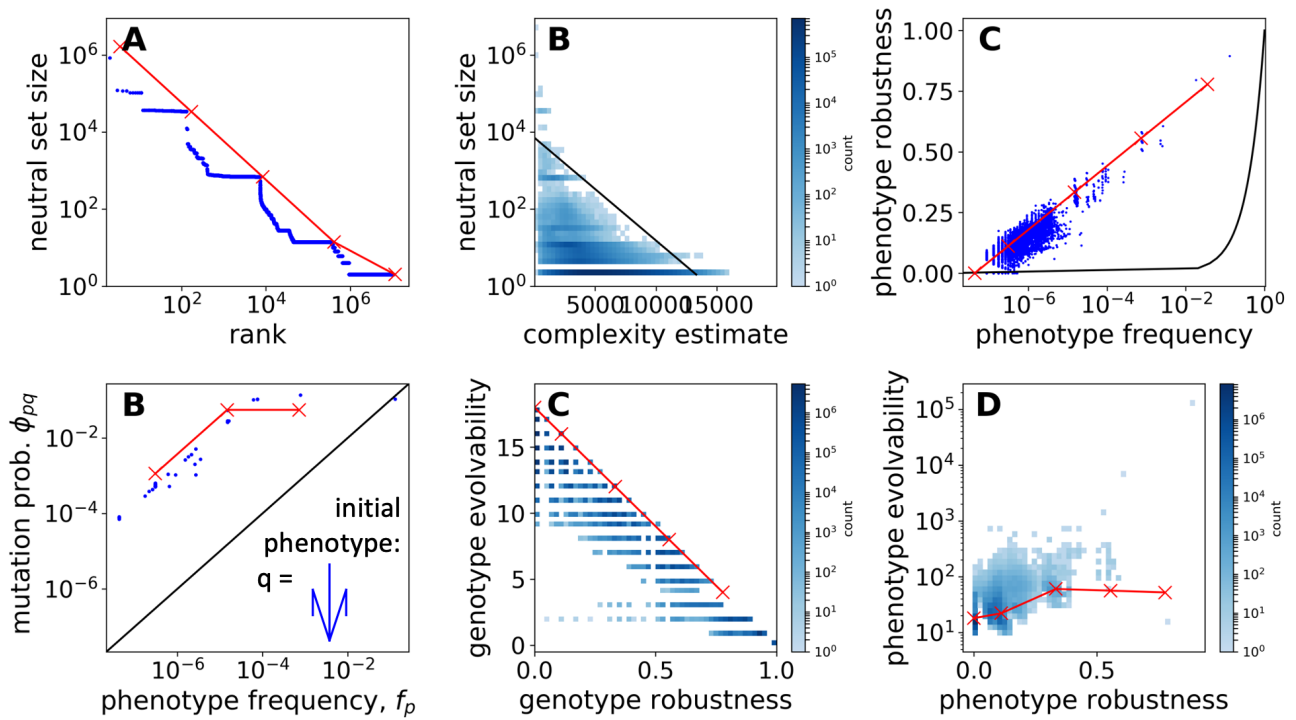 A
neutral set size
10^6
10^4
10^2
10^0
10^2
10^4
10^6
rank
B
neutral set size
10^6
10^4
10^2
10^0
5000
10000
15000
complexity estimate
10^5
10^4
10^3
10^2
10^1
10^0
count
C
phenotype robustness
1.00
0.75
0.50
0.25
0.00
10^−6
10^−4
10^−2
10^0
phenotype frequency
B
mutation prob. ϕ_pq
10^−2
10^−4
10^−6
initial
phenotype:
q =
10^−6
10^−4
10^−2
phenotype frequency, f_p
C
genotype evolvability
15
10
5
0
0.0
0.5
1.0
genotype robustness
10^6
10^5
10^4
10^3
10^2
10^1
10^0
count
D
phenotype evolvability
10^5
10^4
10^3
10^2
10^1
0.0
0.5
phenotype robustness
10^6
10^5
10^4
10^3
10^2
10^1
10^0
count